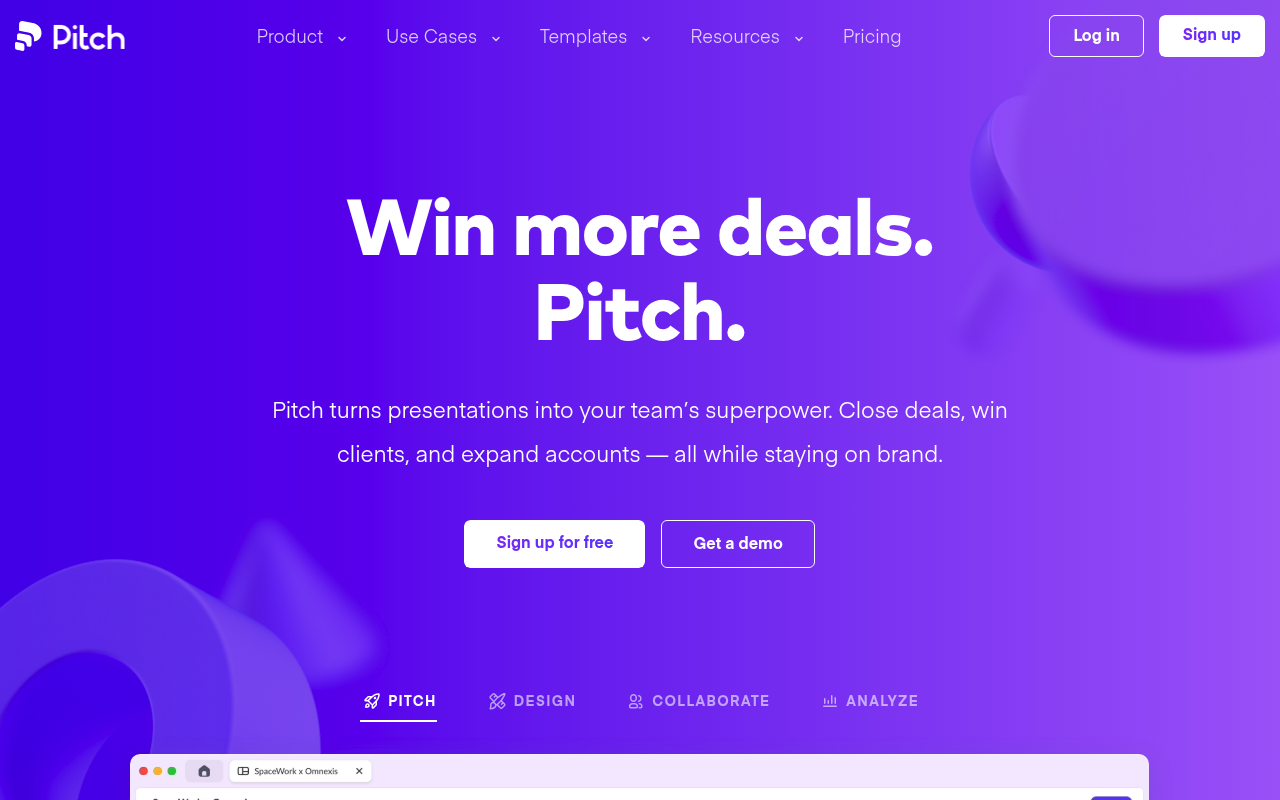 Pitch
Product
Use Cases
Templates
Resources
Pricing
Log in
Sign up
Win more deals.
Pitch.
Pitch turns presentations into your team’s superpower. Close deals, win
clients, and expand accounts — all while staying on brand.
Sign up for free
Get a demo
PITCH
DESIGN
COLLABORATE
ANALYZE
SpaceWork x Omnexis